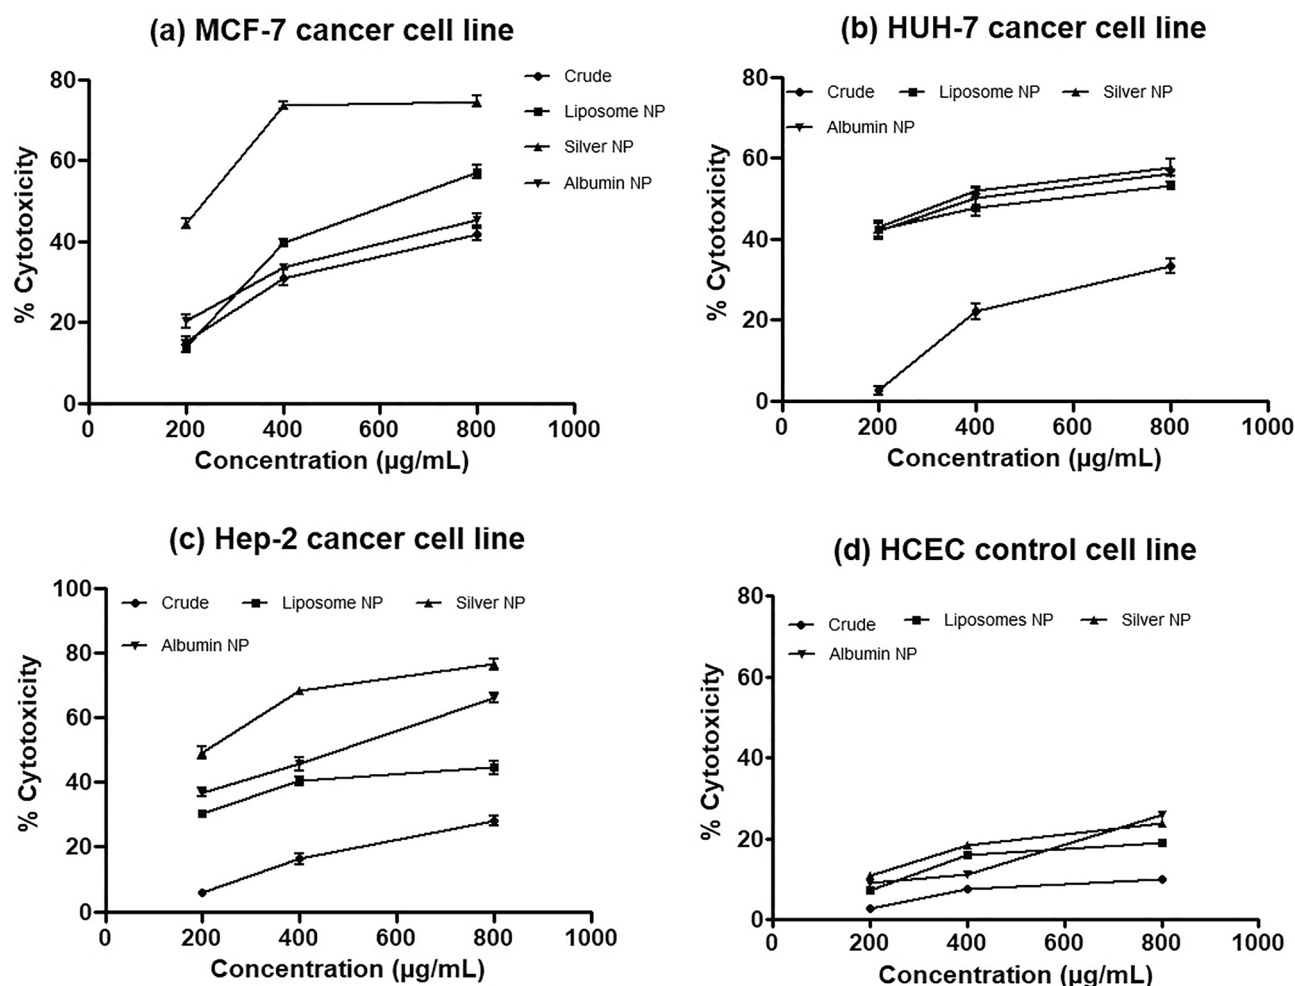 (a) MCF-7 cancer cell line
80
60
40
20
0
% Cytotoxicity
0 200 400 600 800 1000
Concentration (µg/mL)
Crude
Liposome NP
Silver NP
Albumin NP
(b) HUH-7 cancer cell line
80
60
40
20
0
% Cytotoxicity
Crude Liposome NP Silver NP
Albumin NP
0 200 400 600 800 1000
Concentration (µg/mL)
(c) Hep-2 cancer cell line
100
80
60
40
20
0
% Cytotoxicity
Crude Liposome NP Silver NP
Albumin NP
0 200 400 600 800 1000
Concentration (µg/mL)
(d) HCEC control cell line
80
60
40
20
0
% Cytotoxicity
Crude Liposomes NP Silver NP
Albumin NP
0 200 400 600 800 1000
Concentration (µg/mL)